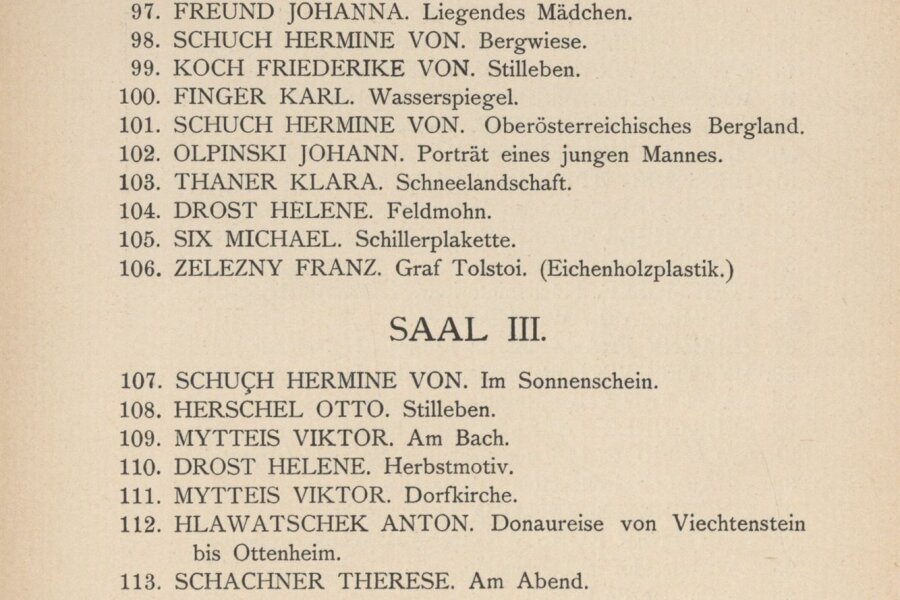 97. FREUND JOHANNA. Liegendes Mädchen.
98. SCHUCH HERMINE VON. Bergwiese.
99. KOCH FRIEDERIKE VON. Stilleben.
100. FINGER KARL. Wasserspiegel.
101. SCHUCH HERMINE VON. Oberösterreichisches Bergland.
102. OLPINSKI JOHANN. Porträt eines jungen Mannes.
103. THANER KLARA. Schneelandschaft.
104. DROST HELENE. Feldmohn.
105. SIX MICHAEL. Schillerplakette.
106. ZELEZNY FRANZ. Graf Tolstoi. (Eichenholzplastik.)
SAAL III.
107. SCHUÇH HERMINE VON. Im Sonnenschein.
108. HERSCHEL OTTO. Stilleben.
109. MYTTEIS VIKTOR. Am Bach.
110. DROST HELENE. Herbstmotiv.
111. MYTTEIS VIKTOR. Dorfkirche.
112. HLAWATSCHEK ANTON. Donaureise von Viechtenstein
bis Ottenheim.
113. SCHACHNER THERESE. Am Abend.